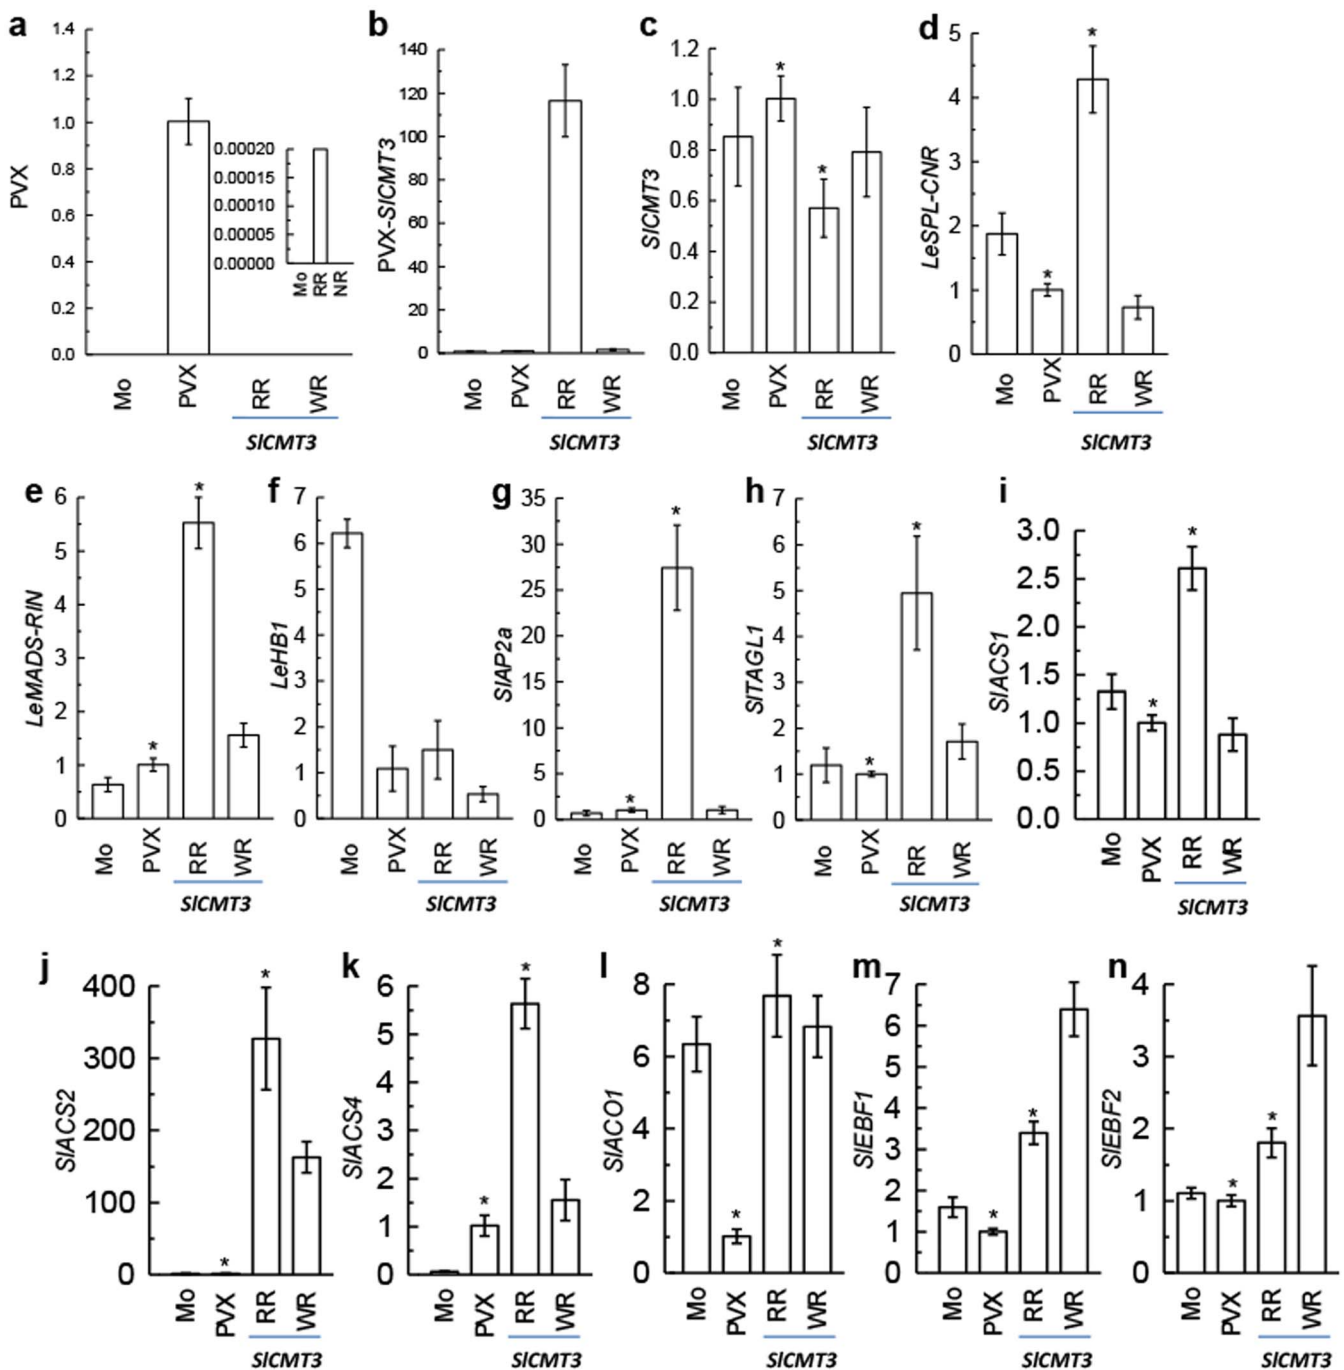 a
1.4
1.2
1.0
0.8
0.6
0.4
0.2
0.0
PVX
0.00020
0.00015
0.00010
0.00005
0.00000
Mo RR NR
Mo PVX RR WR
SlCMT3
b
140
120
100
80
60
40
20
0
PVX-SlCMT3
Mo PVX RR WR
SlCMT3
c
1.2
1.0
0.8
0.6
0.4
0.2
0.0
SlCMT3
* *
Mo PVX RR WR
SlCMT3
d
5
4
3
2
1
0
LeSPL-CNR
* *
Mo PVX RR WR
SlCMT3
e
6
5
4
3
2
1
0
LeMADS-RIN
* *
Mo PVX RR WR
SlCMT3
f
7
6
5
4
3
2
1
0
LeHB1
Mo PVX RR WR
SlCMT3
g
35
30
25
20
15
10
5
0
SlAP2a
* *
Mo PVX RR WR
SlCMT3
h
7
6
5
4
3
2
1
0
SlTAGL1
* *
Mo PVX RR WR
SlCMT3
i
3.0
2.5
2.0
1.5
1.0
0.5
0.0
SlACS1
* *
Mo PVX RR WR
SlCMT3
j
400
300
200
100
0
SlACS2
* *
Mo PVX RR WR
SlCMT3
k
6
5
4
3
2
1
0
SlACS4
* *
Mo PVX RR WR
SlCMT3
l
8
6
4
2
0
SlACO1
* *
Mo PVX RR WR
SlCMT3
m
7
6
5
4
3
2
1
0
SlEBF1
* *
Mo PVX RR WR
SlCMT3
n
4
3
2
1
0
SlEBF2
* *
Mo PVX RR WR
SlCMT3